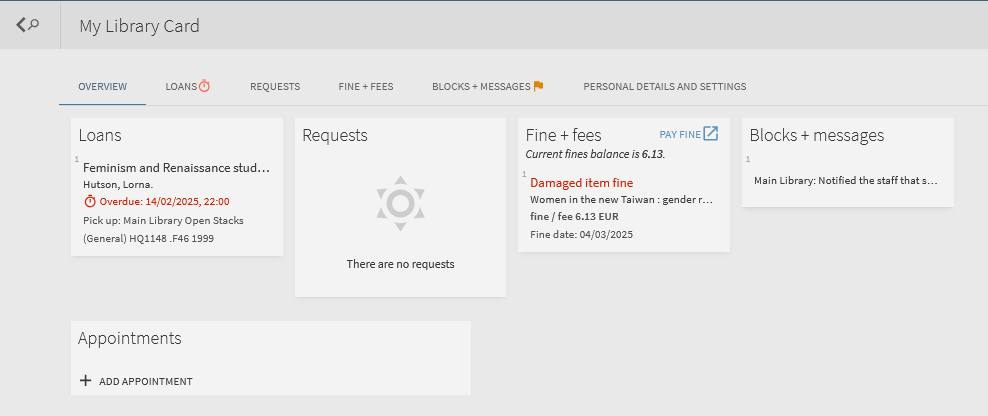 My Library Card
OVERVIEW
LOANS
REQUESTS
FINE + FEES
BLOCKS + MESSAGES
PERSONAL DETAILS AND SETTINGS
Loans
1
Feminism and Renaissance stud...
Hutson, Lorna.
Overdue: 14/02/2025, 22:00
Pick up: Main Library Open Stacks
(General) HQ1148 .F46 1999
Requests
There are no requests
Fine + fees
PAY FINE
Current fines balance is 6.13.
1
Damaged item fine
Women in the new Taiwan : gender r...
fine / fee 6.13 EUR
Fine date: 04/03/2025
Blocks + messages
1
Main Library: Notified the staff that s...
Appointments
ADD APPOINTMENT